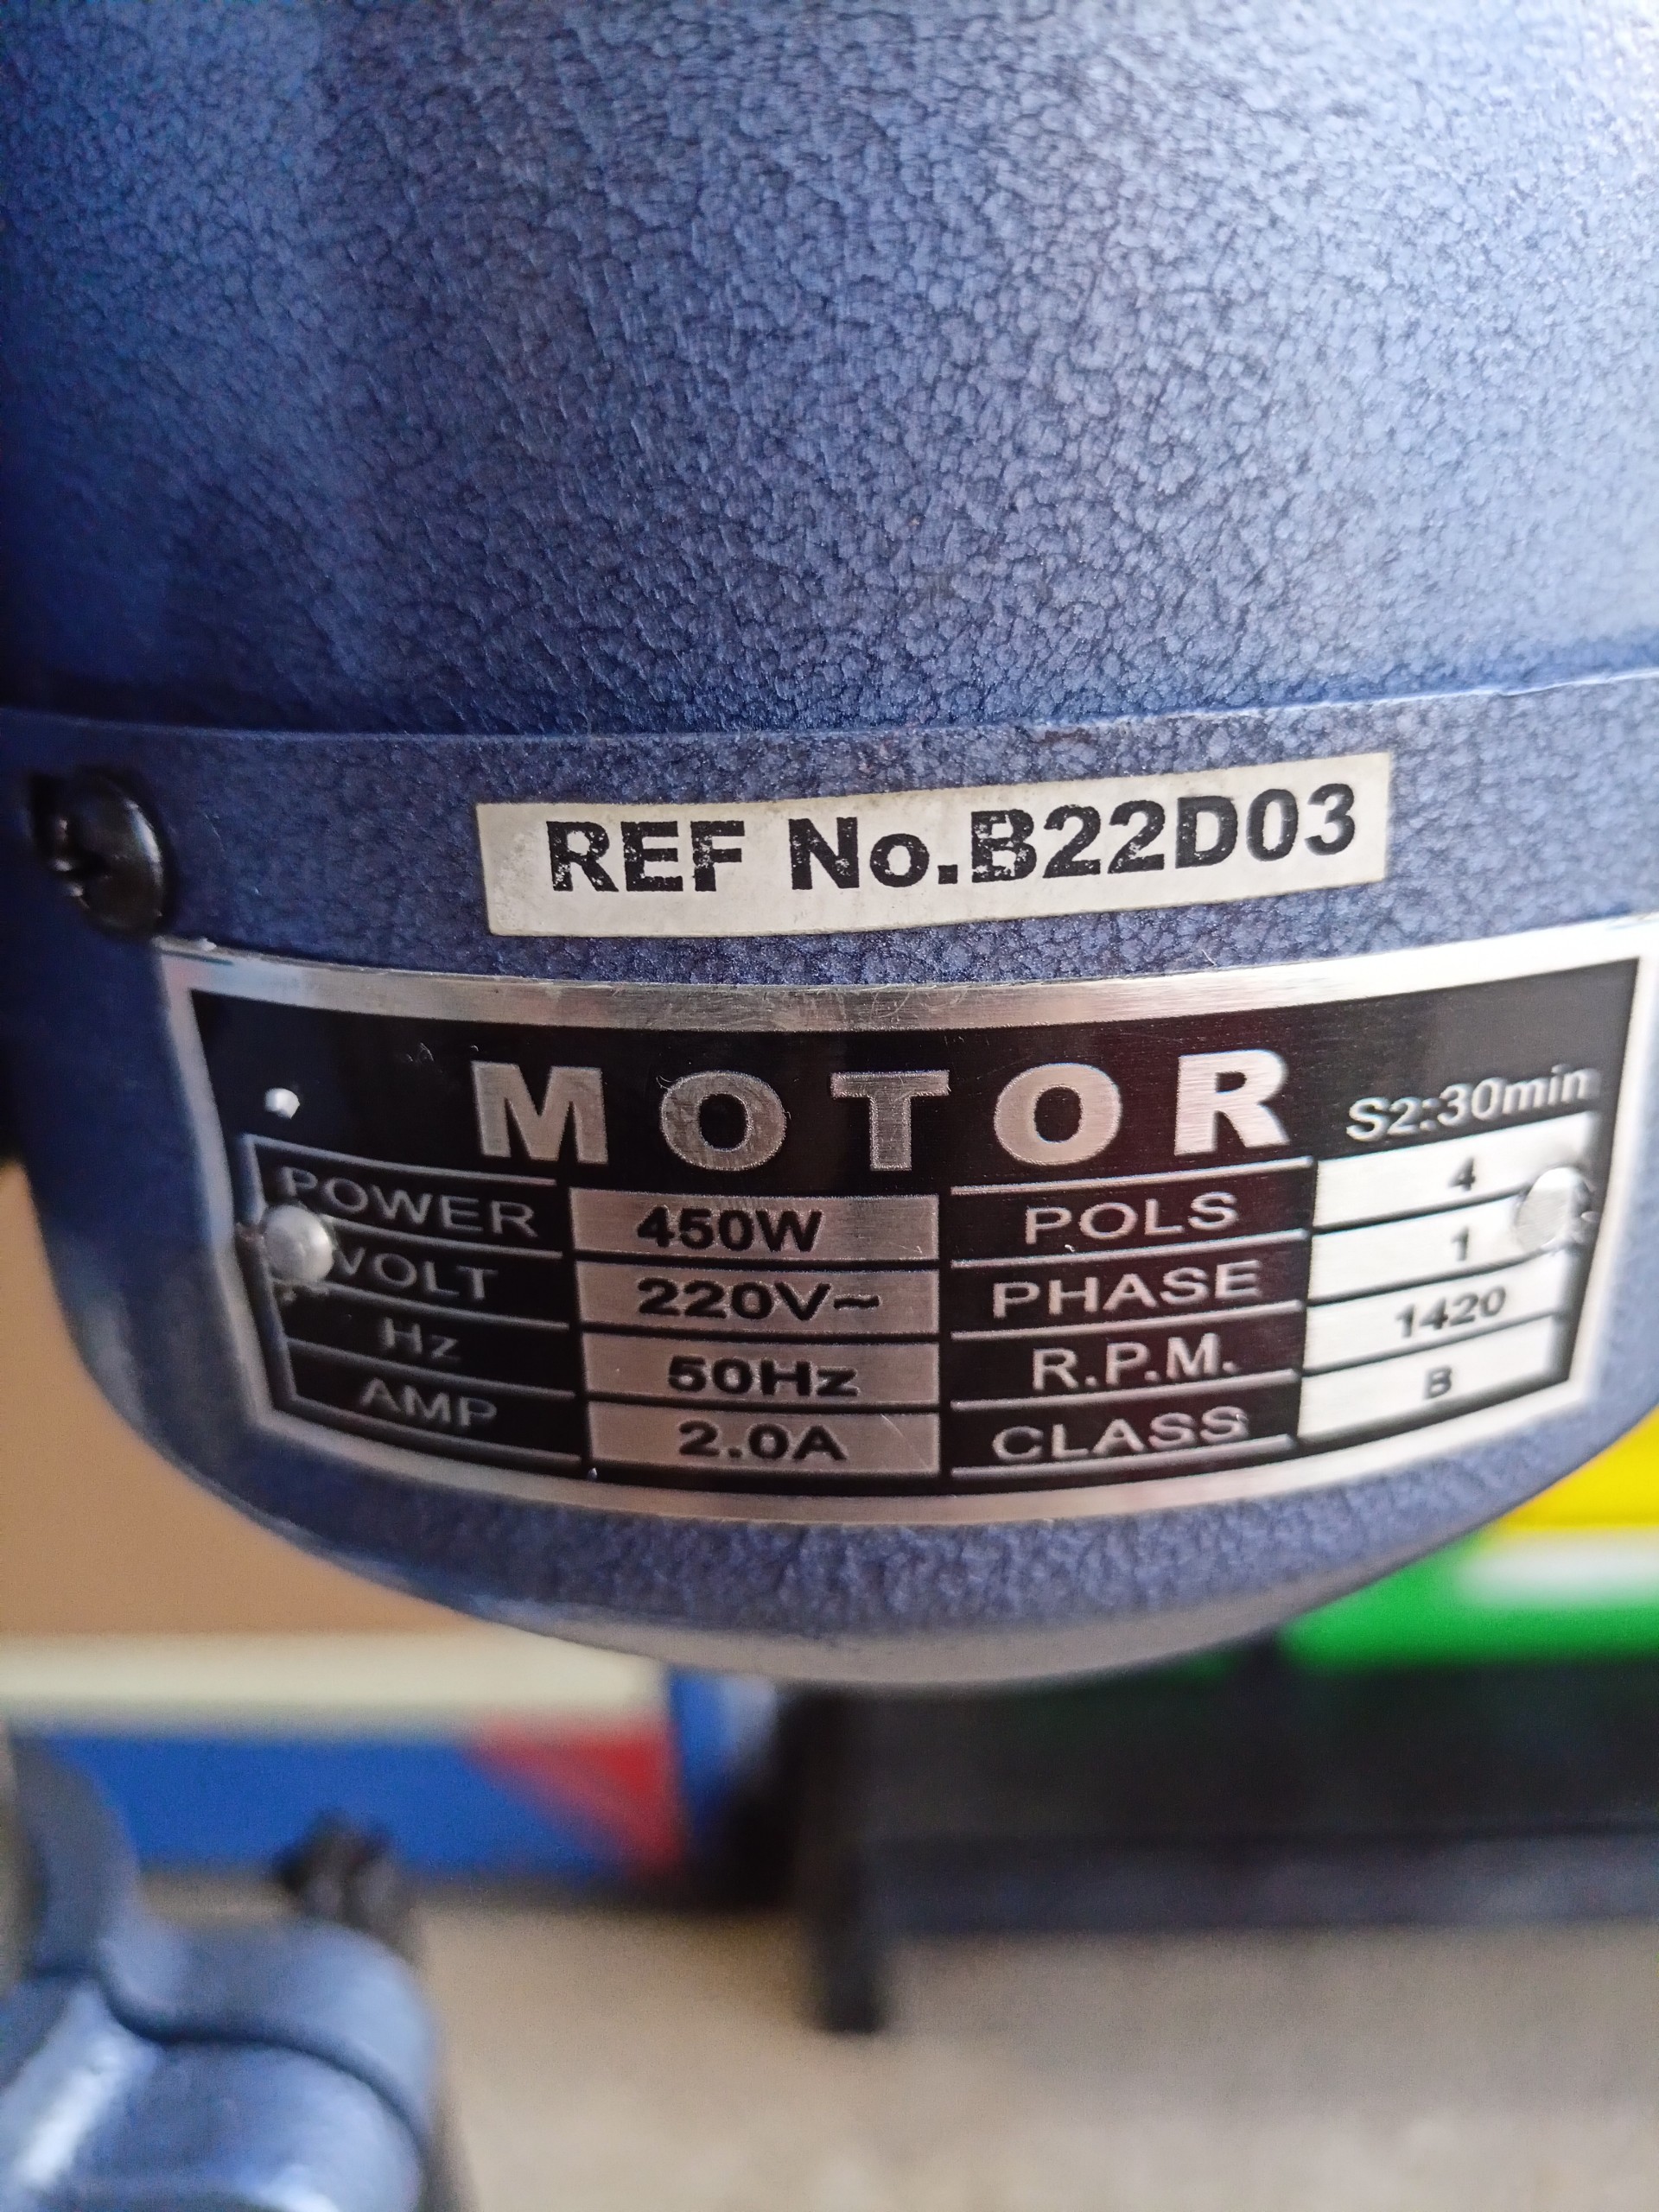 REF No.B22D03
MOTOR S2:30min
POWER 450W POLS 4
VOLT 220V~ PHASE 1
Hz 50Hz R.P.M. 1420
AMP 2.0A CLASS B